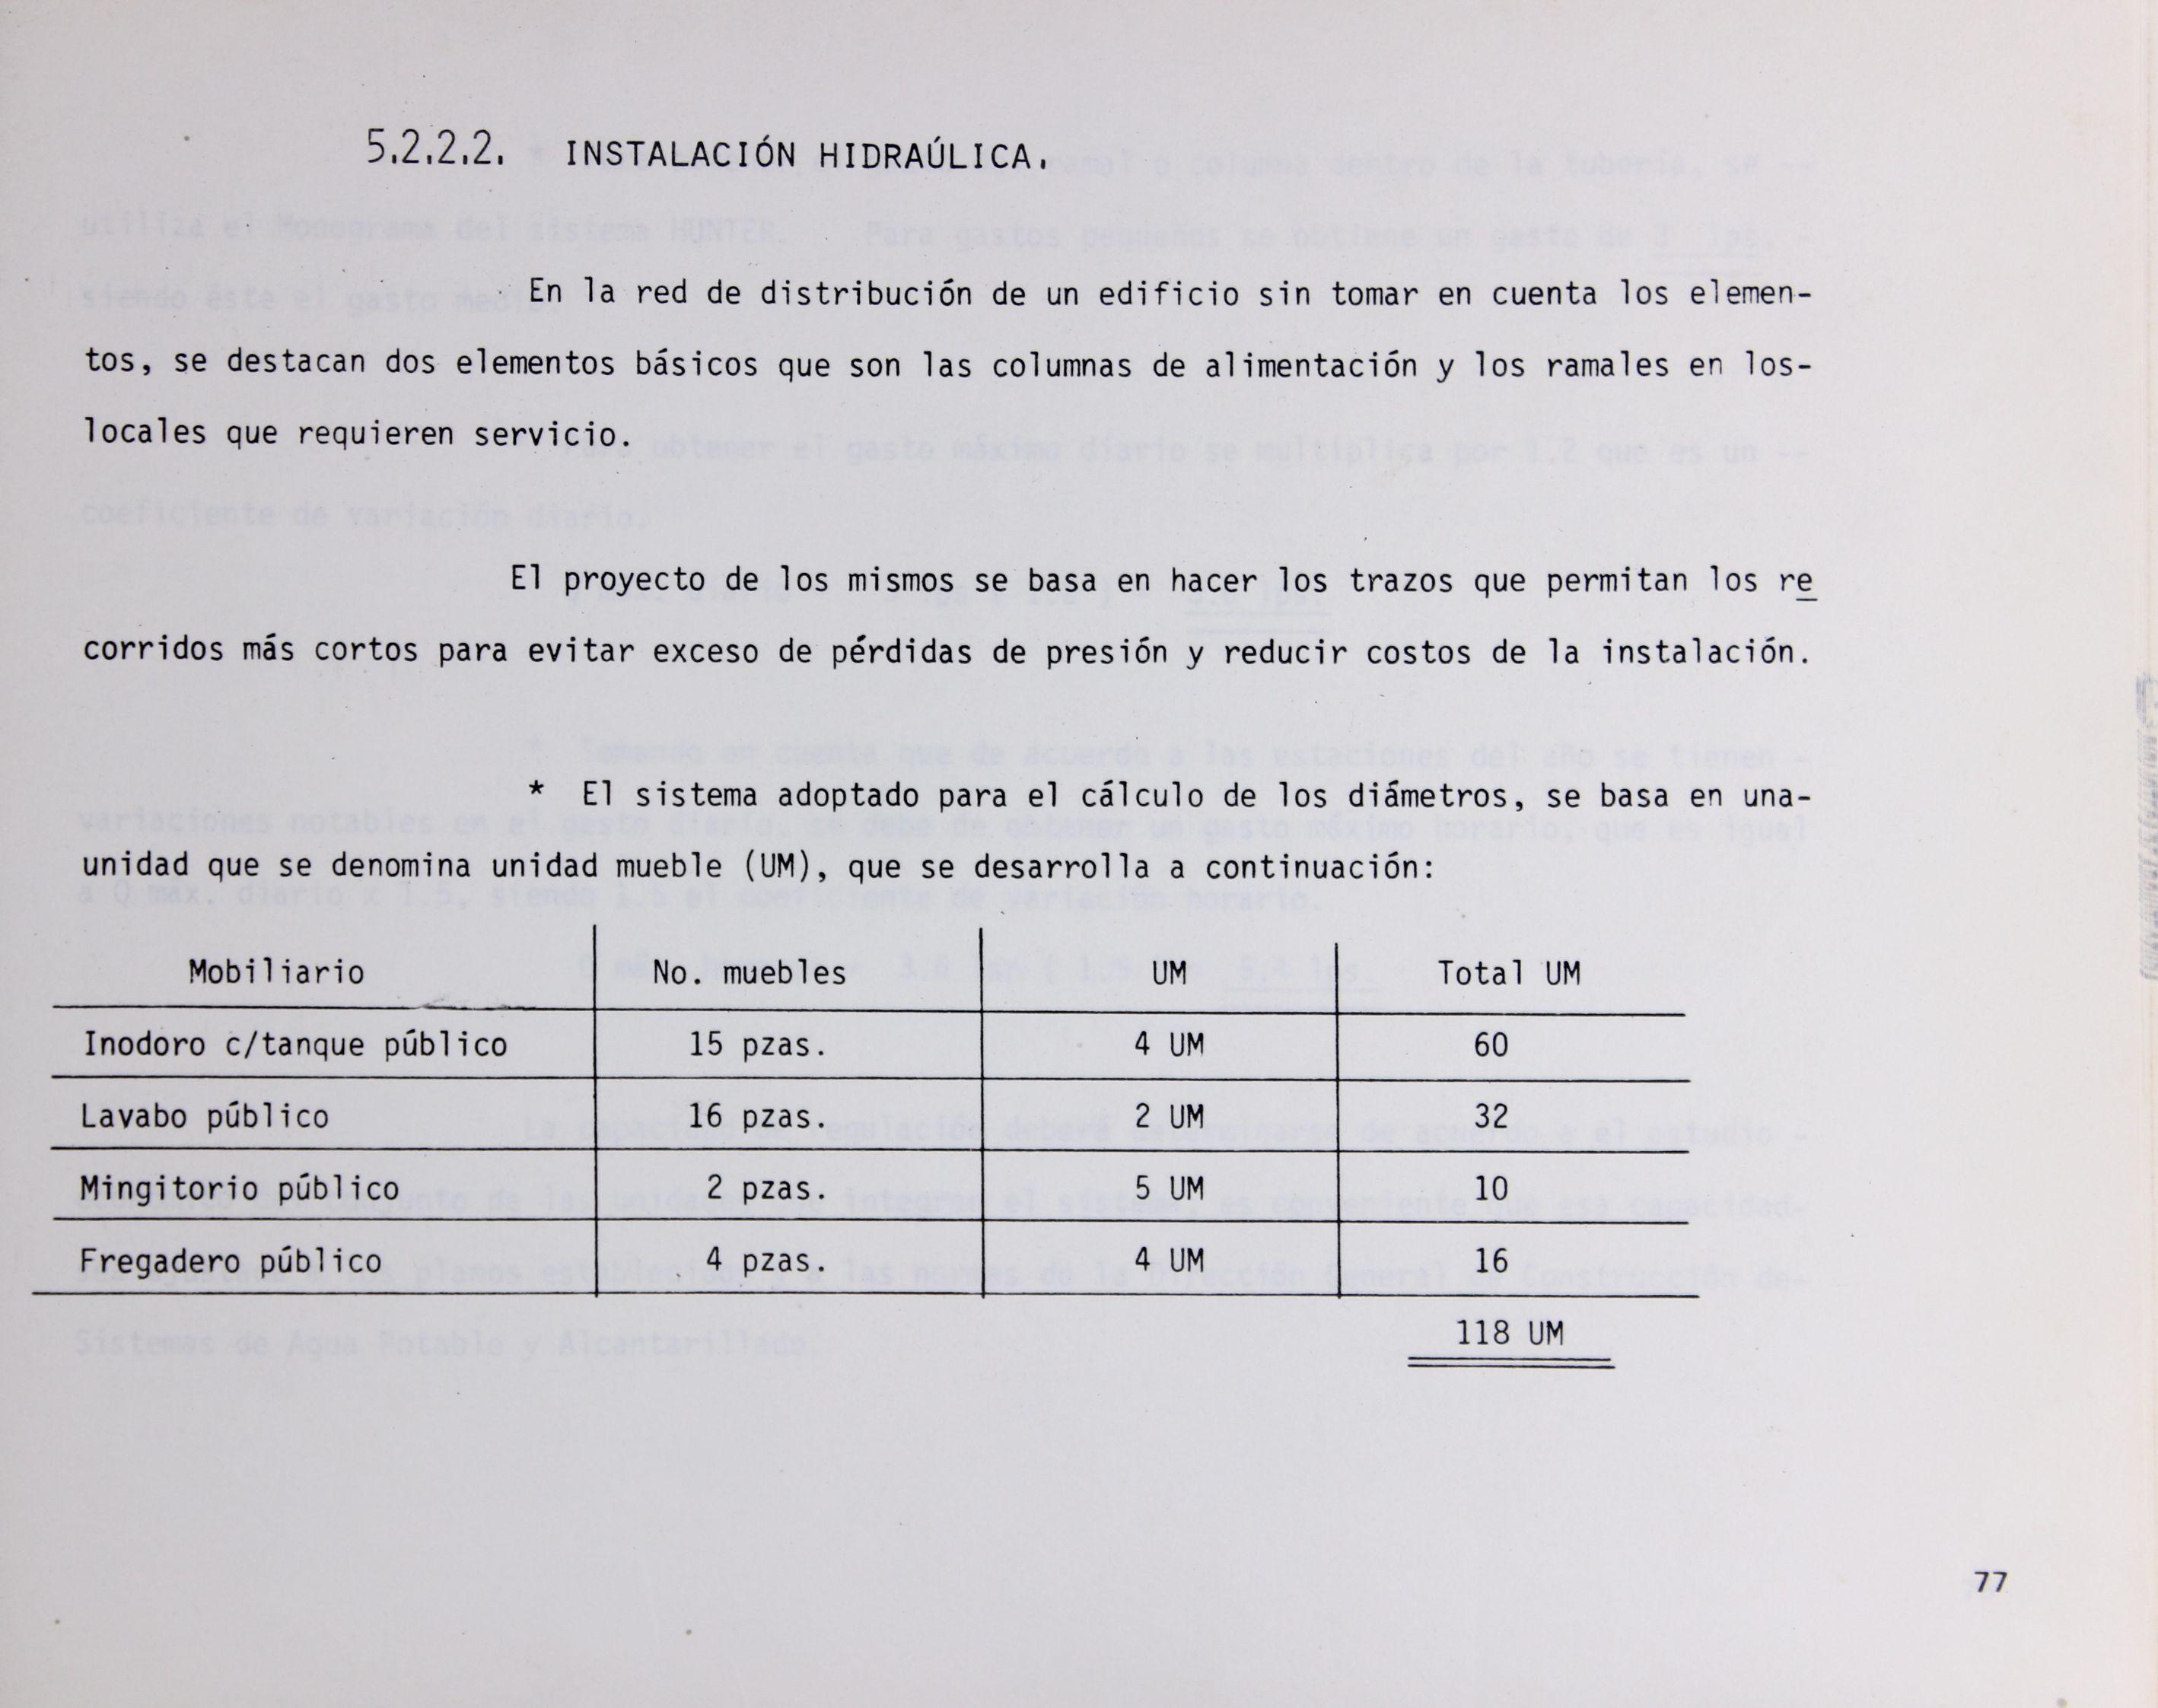 5.2.2.2. INSTALACIÓN HIDRAÚLICA.
En la red de distribución de un edificio sin tomar en cuenta los elemen-
tos, se destacan dos elementos básicos que son las columnas de alimentación y los ramales en los-
locales que requieren servicio.
El proyecto de los mismos se basa en hacer los trazos que permitan los re
corridos más cortos para evitar exceso de pérdidas de presión y reducir costos de la instalación.
* El sistema adoptado para el cálculo de los diámetros, se basa en una-
unidad que se denomina unidad mueble (UM), que se desarrolla a continuación:
Mobiliario No. muebles UM Total UM
Inodoro c/tanque público 15 pzas. 4 UM 60
Lavabo público 16 pzas. 2 UM 32
Mingitorio público 2 pzas. 5 UM 10
Fregadero público 4 pzas. 4 UM 16
118 UM
77